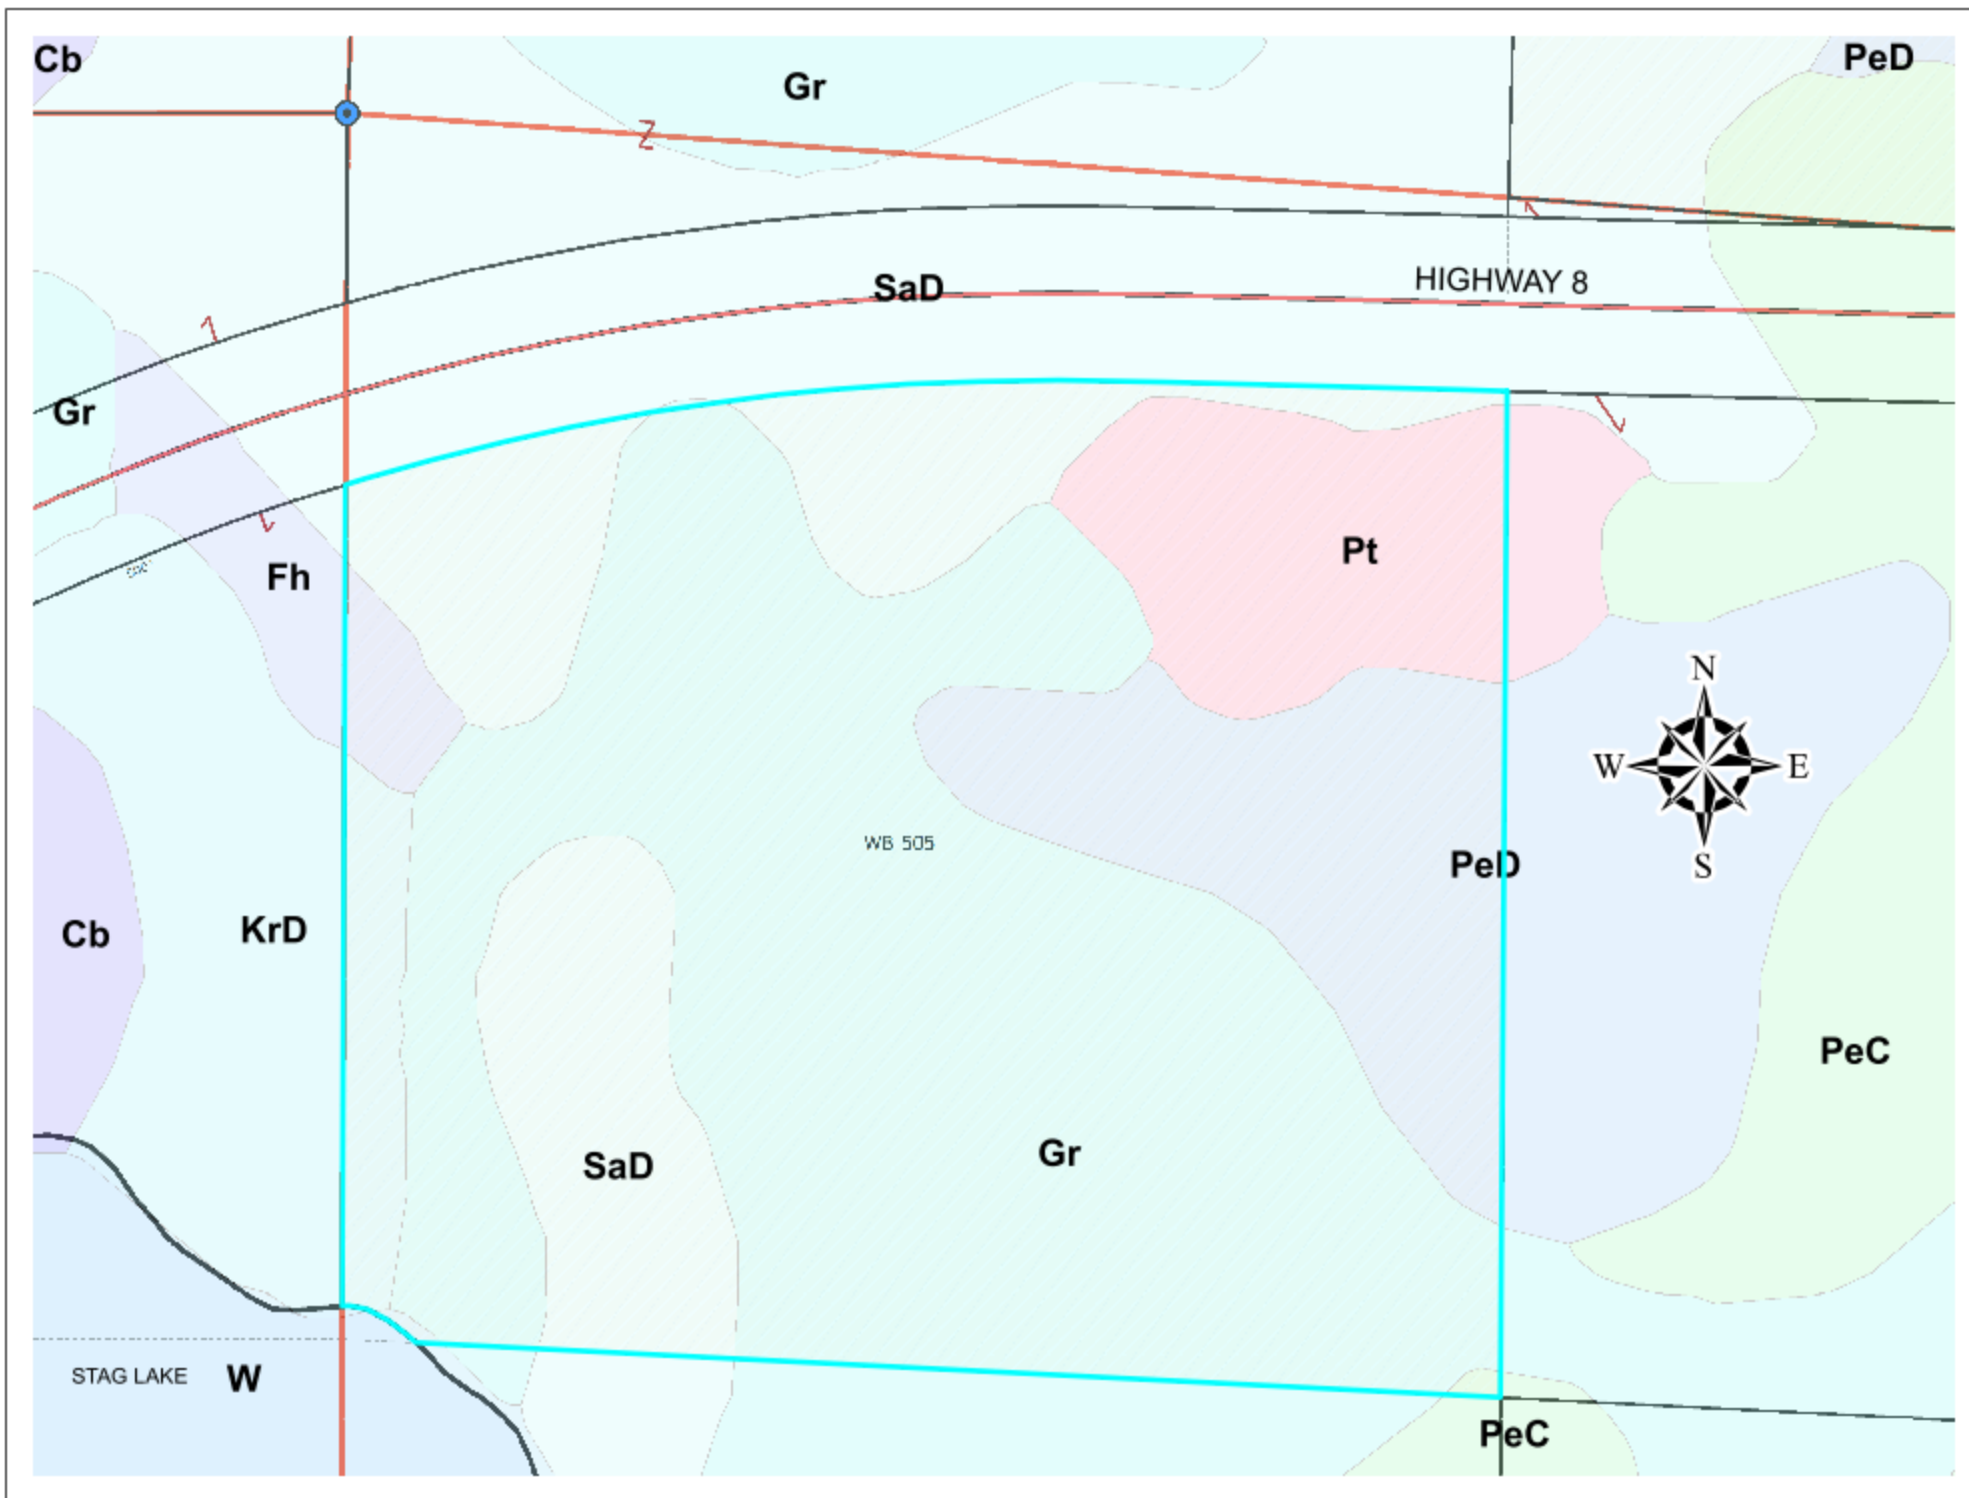 Cb
Gr
PeD
SaD
HIGHWAY 8
Gr
Pt
Fh
N
W E
S
WB 505
PeD
Cb
KrD
PeC
SaD
Gr
STAG LAKE
W
PeC